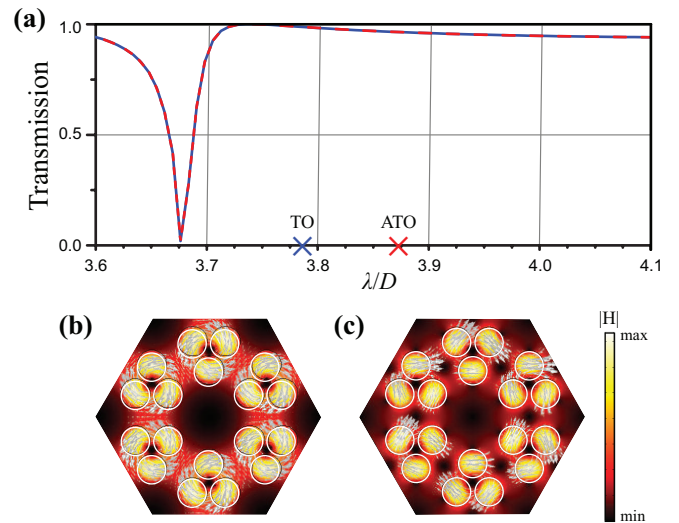 (a)
Transmission
1.0
0.5
0.0
TO
ATO
3.6
3.7
3.8
3.9
4.0
4.1
λ/D
(b)
(c)
|H|
max
min